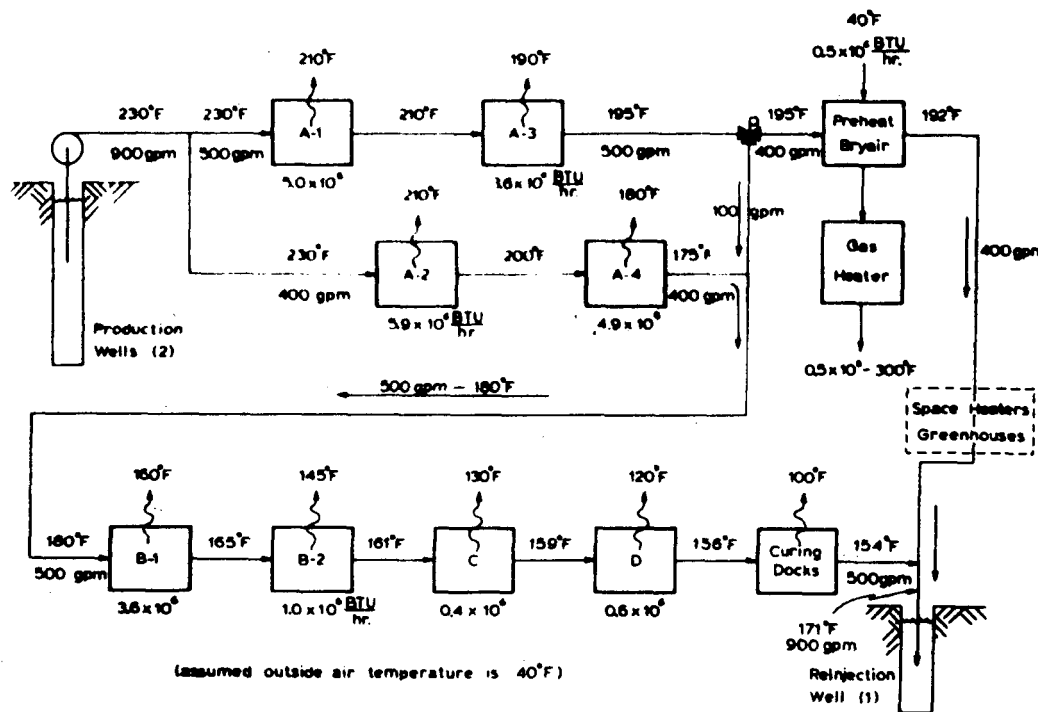 40°F
0.5 x 10⁶ BTU/hr.
210°F
190°F
230°F
900 gpm
230°F
500 gpm
A-1
5.0 x 10⁶
210°F
A-3
3.6 x 10⁶ BTU/hr.
195°F
500 gpm
195°F
400 gpm
Preheat
Bryair
192°F
210°F
180°F
100 gpm
230°F
400 gpm
A-2
5.9 x 10⁶ BTU/hr.
200°F
A-4
4.9 x 10⁶
175°F
400 gpm
Gas
Heater
400 gpm
Production
Wells (2)
0.5 x 10⁶ - 300°F
500 gpm - 180°F
Space Heaters
Greenhouses
160°F
145°F
130°F
120°F
100°F
180°F
500 gpm
B-1
3.6 x 10⁶
165°F
B-2
1.0 x 10⁶ BTU/hr.
161°F
C
0.4 x 10⁶
159°F
D
0.6 x 10⁶
156°F
Curing
Docks
154°F
500gpm
171°F
900 gpm
(assumed outside air temperature is 40°F)
Reinjection
Well (1)